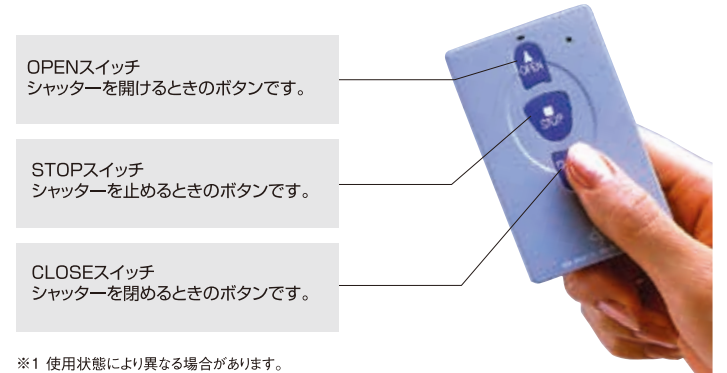 OPENスイッチ
シャッターを開けるときのボタンです。
STOPスイッチ
シャッターを止めるときのボタンです。
CLOSEスイッチ
シャッターを閉めるときのボタンです。
※1 使用状態により異なる場合があります。
OPEN
STOP